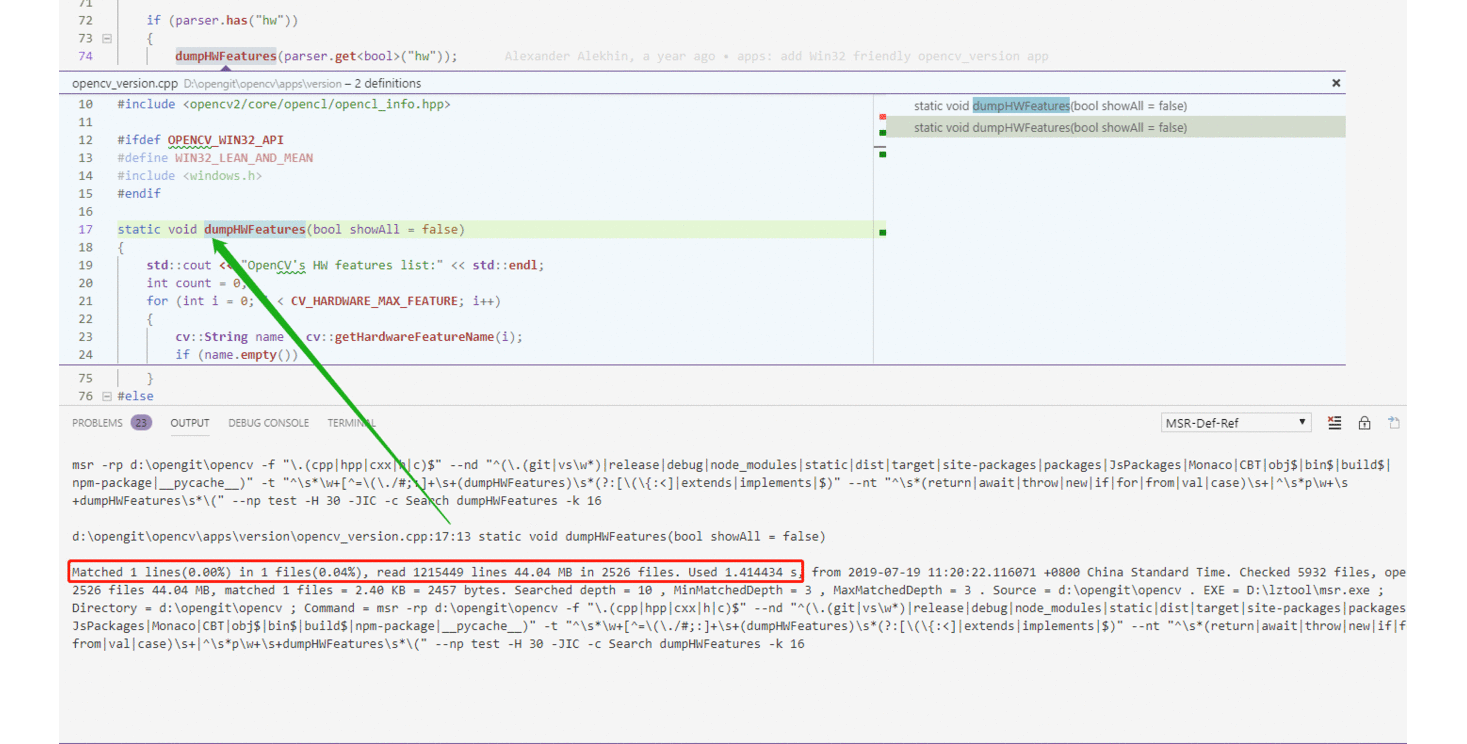 71
72 if (parser.has("hw"))
73 {
74 dumpHWFeatures(parser.get<bool>("hw")); Alexander Alekhin, a year ago • apps: add Win32 friendly opencv_version app
opencv_version.cpp D:\opengit\opencv\apps\version – 2 definitions
10 #include <opencv2/core/opencl/opencl_info.hpp>
11
12 #ifdef OPENCV_WIN32_API
13 #define WIN32_LEAN_AND_MEAN
14 #include <windows.h>
15 #endif
16
17 static void dumpHWFeatures(bool showAll = false)
18 {
19 std::cout << "OpenCV's HW features list:" << std::endl;
20 int count = 0;
21 for (int i = 0; < CV_HARDWARE_MAX_FEATURE; i++)
22 {
23 cv::String name cv::getHardwareFeatureName(i);
24 if (name.empty())
static void dumpHWFeatures(bool showAll = false)
static void dumpHWFeatures(bool showAll = false)
75 }
76 #else
PROBLEMS 23 OUTPUT DEBUG CONSOLE TERMINAL MSR-Def-Ref
msr -rp d:\opengit\opencv -f "\.(cpp|hpp|cxx|h|c)$" --nd "^(\.(git|vs\w*)|release|debug|node_modules|static|dist|target|site-packages|packages|JsPackages|Monaco|CBT|obj$|bin$|build$|
npm-package|__pycache__)" -t "^\s*\w+[^=\(\./#;:]+\s+(dumpHWFeatures)\s*(?:[\(\{:<]|extends|implements|$)" --nt "^\s*(return|await|throw|new|if|for|from|val|case)\s+|^\s*p\w+\s
+dumpHWFeatures\s*\(" --np test -H 30 -JIC -c Search dumpHWFeatures -k 16
d:\opengit\opencv\apps\version\opencv_version.cpp:17:13 static void dumpHWFeatures(bool showAll = false)
Matched 1 lines(0.00%) in 1 files(0.04%), read 1215449 lines 44.04 MB in 2526 files. Used 1.414434 s, from 2019-07-19 11:20:22.116071 +0800 China Standard Time. Checked 5932 files, ope
2526 files 44.04 MB, matched 1 files = 2.40 KB = 2457 bytes. Searched depth = 10 , MinMatchedDepth = 3 , MaxMatchedDepth = 3 . Source = d:\opengit\opencv . EXE = D:\lztool\msr.exe ;
Directory = d:\opengit\opencv ; Command = msr -rp d:\opengit\opencv -f "\.(cpp|hpp|cxx|h|c)$" --nd "^(\.(git|vs\w*)|release|debug|node_modules|static|dist|target|site-packages|packages
JsPackages|Monaco|CBT|obj$|bin$|build$|npm-package|__pycache__)" -t "^\s*\w+[^=\(\./#;:]+\s+(dumpHWFeatures)\s*(?:[\(\{:<]|extends|implements|$)" --nt "^\s*(return|await|throw|new|if|f
from|val|case)\s+|^\s*p\w+\s+dumpHWFeatures\s*\(" --np test -H 30 -JIC -c Search dumpHWFeatures -k 16